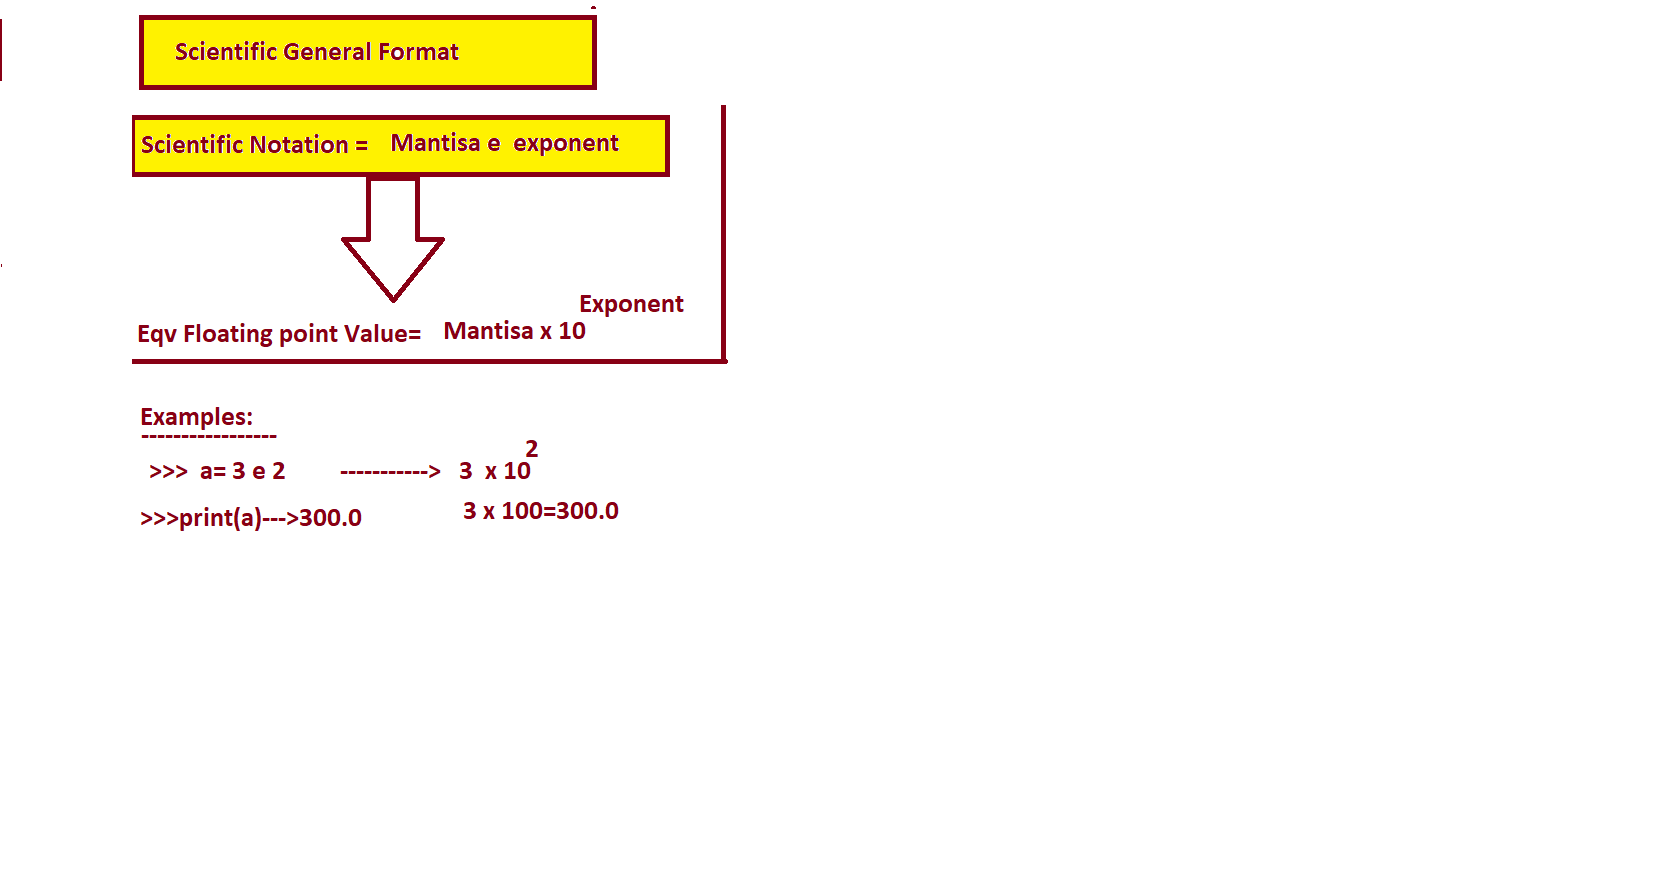 Scientific General Format
Scientific Notation = Mantisa e exponent
Exponent
Eqv Floating point Value= Mantisa x 10
Examples:
-----------------
2
>>> a= 3 e 2 -----------> 3 x 10
>>>print(a)--->300.0 3 x 100=300.0